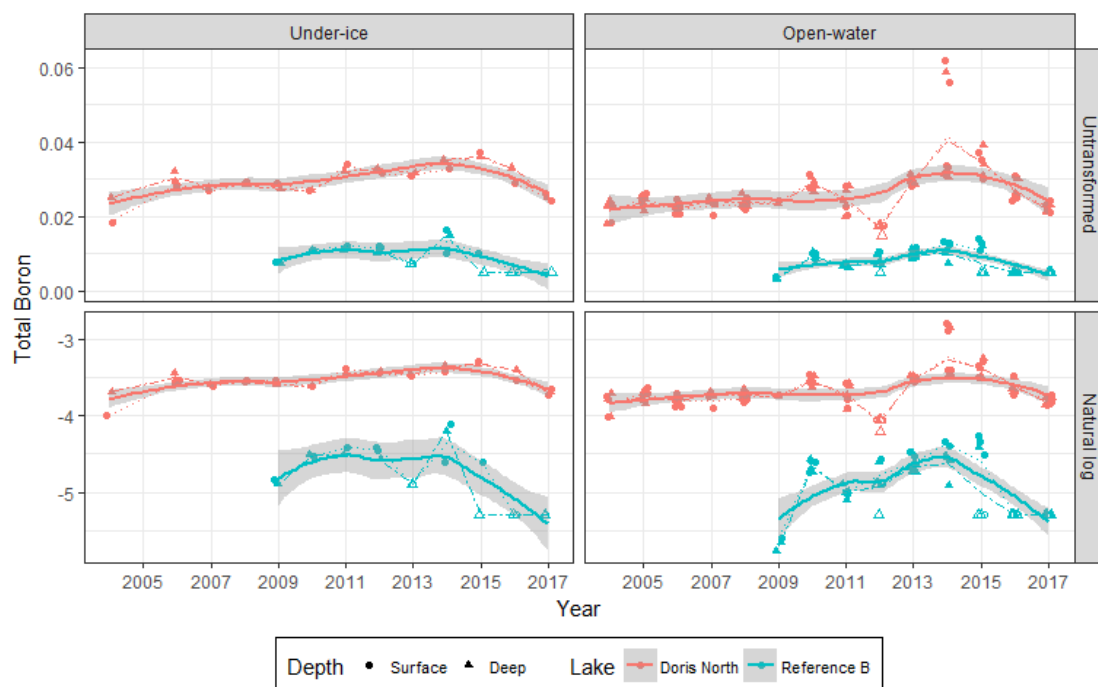 Under-ice Open-water
0.06
0.04
0.02
0.00
Untransformed
Total Boron
-3
-4
-5
Natural log
2005 2007 2009 2011 2013 2015 2017 2005 2007 2009 2011 2013 2015 2017
Year
Depth Surface Deep Lake Doris North Reference B